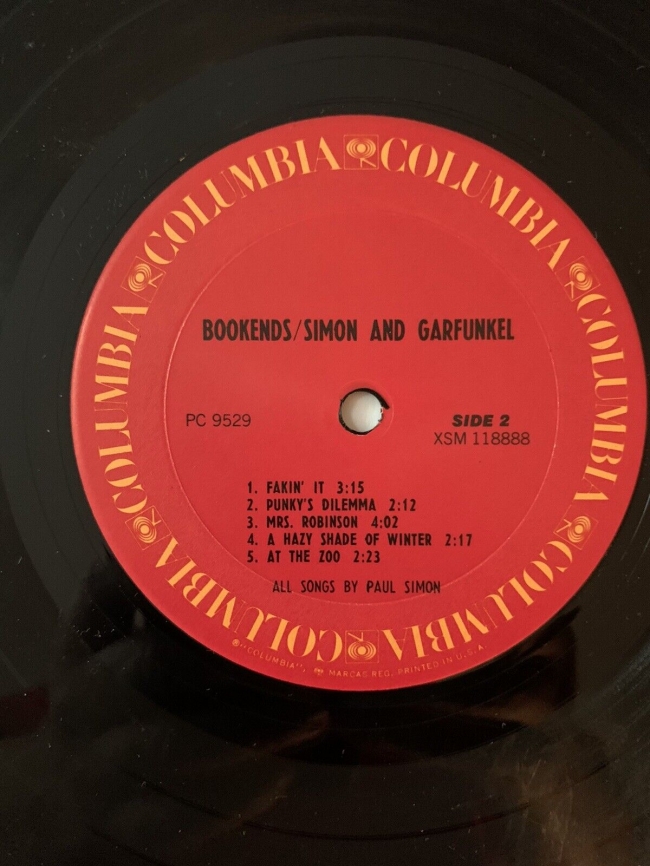 COLUMBIA COLUMBIA COLUMBIA COLUMBIA COLUMBIA COLUMBIA COLUMBIA COLUMBIA
BOOKENDS/SIMON AND GARFUNKEL
PC 9529
SIDE 2
XSM 118888
1. FAKIN' IT 3:15
2. PUNKY'S DILEMMA 2:12
3. MRS. ROBINSON 4:02
4. A HAZY SHADE OF WINTER 2:17
5. AT THE ZOO 2:23
ALL SONGS BY PAUL SIMON
® "COLUMBIA", MARCAS REG. PRINTED IN U.S.A.